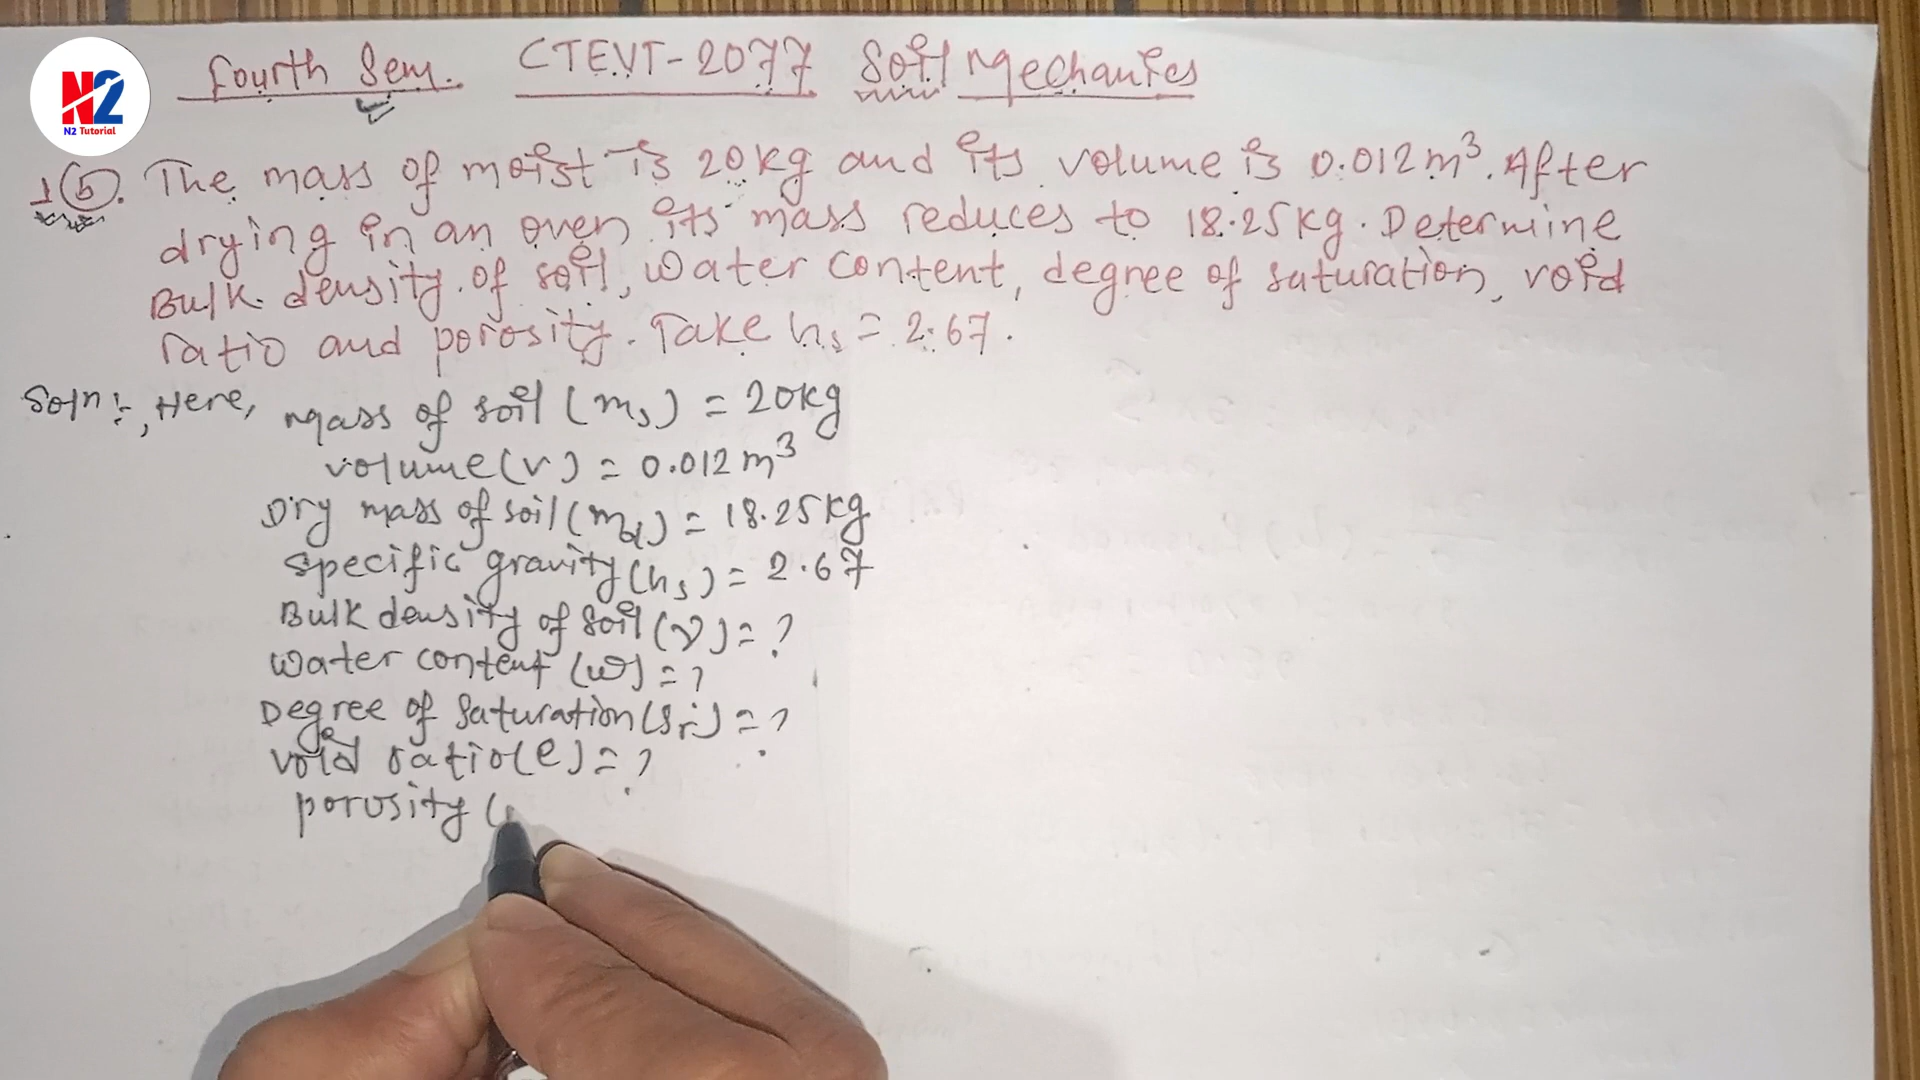 N2
N2 Tutorial
Fourth Sem. CTEVT-2077 Soil Mechanics
1(b). The mass of moist is 20kg and its volume is 0.012m³. After
drying in an oven its mass reduces to 18.25kg. Determine
Bulk density of soil, water content, degree of saturation, void
ratio and porosity. Take Gs = 2.67.
Soln:-, Here, Mass of soil (ms) = 20kg
volume (v) = 0.012 m³
Dry mass of soil (md) = 18.25kg
specific gravity (Gs) = 2.67
Bulk density of soil (γ) = ?
water content (w) = ?
Degree of saturation (Sr) = ?
void ratio (e) = ?
porosity (